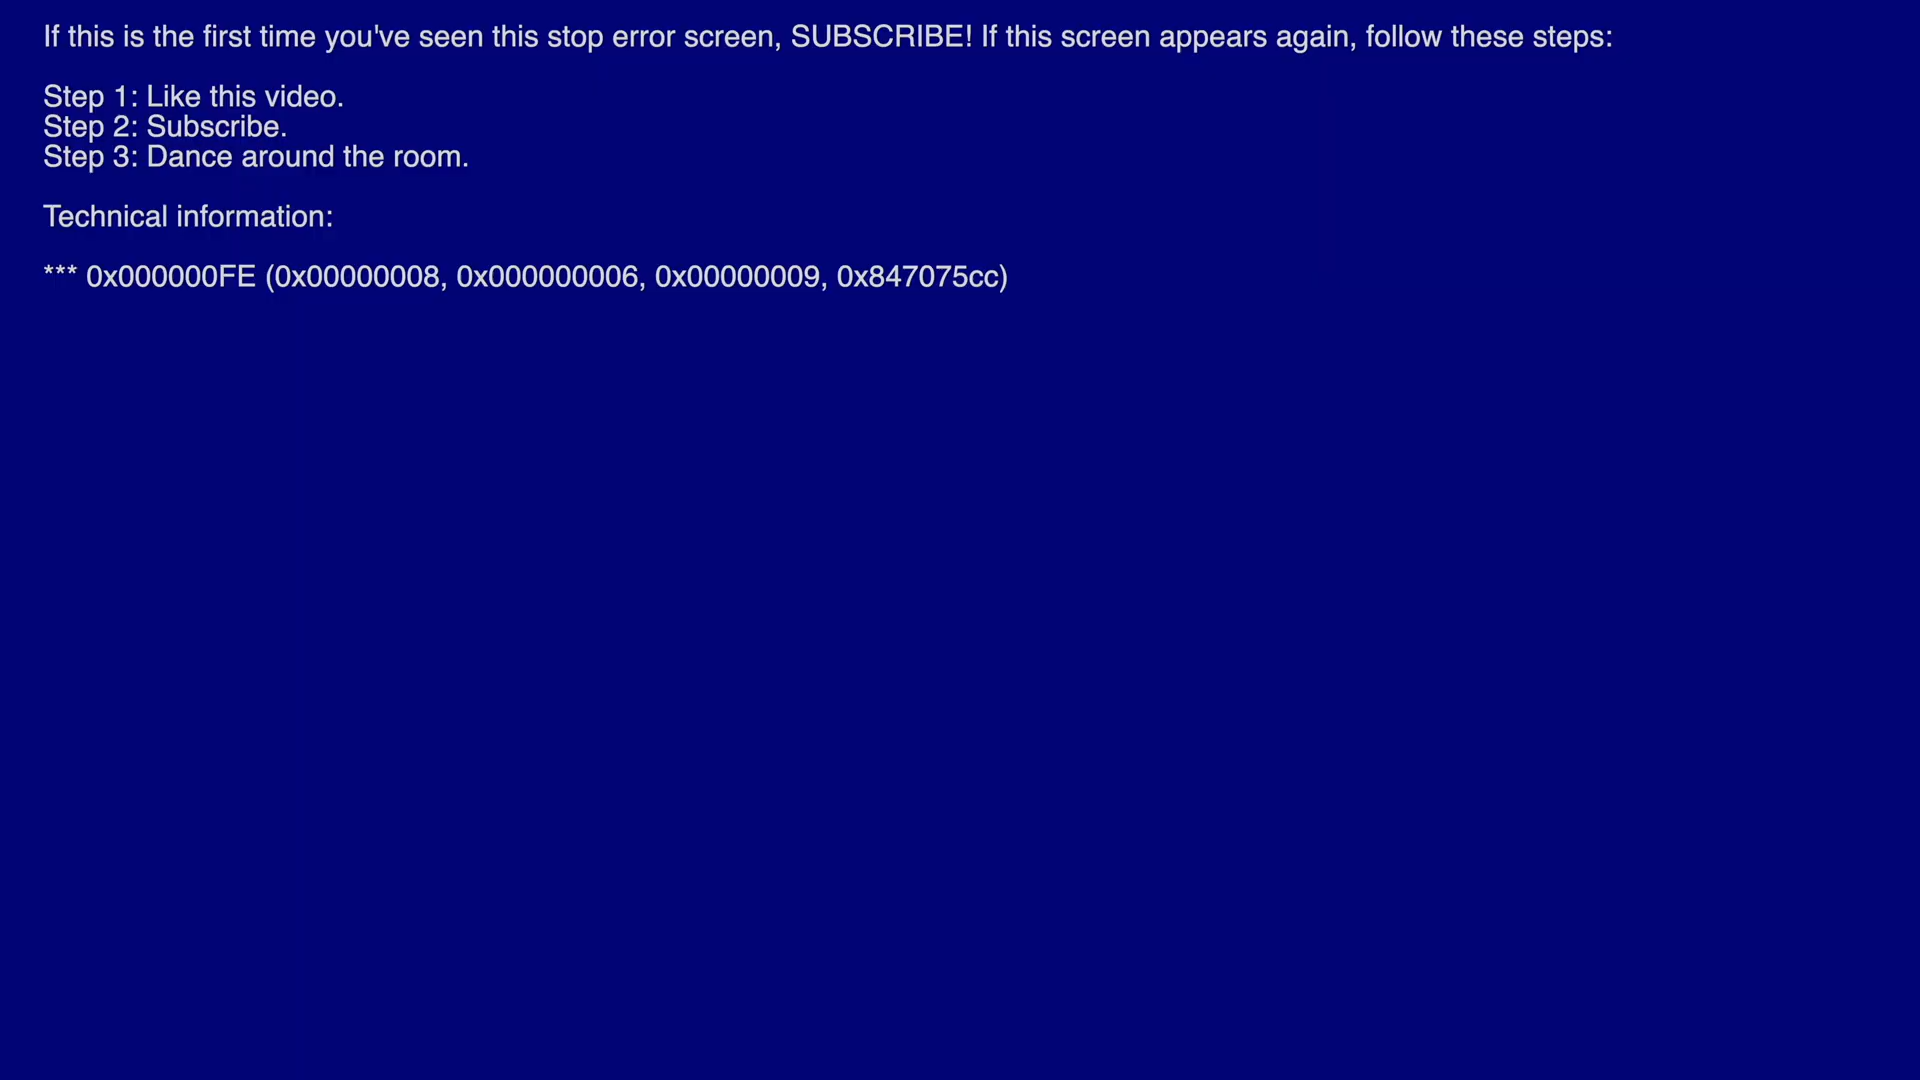 If this is the first time you've seen this stop error screen, SUBSCRIBE! If this screen appears again, follow these steps:
Step 1: Like this video.
Step 2: Subscribe.
Step 3: Dance around the room.
Technical information:
*** 0x000000FE (0x00000008, 0x000000006, 0x00000009, 0x847075cc)